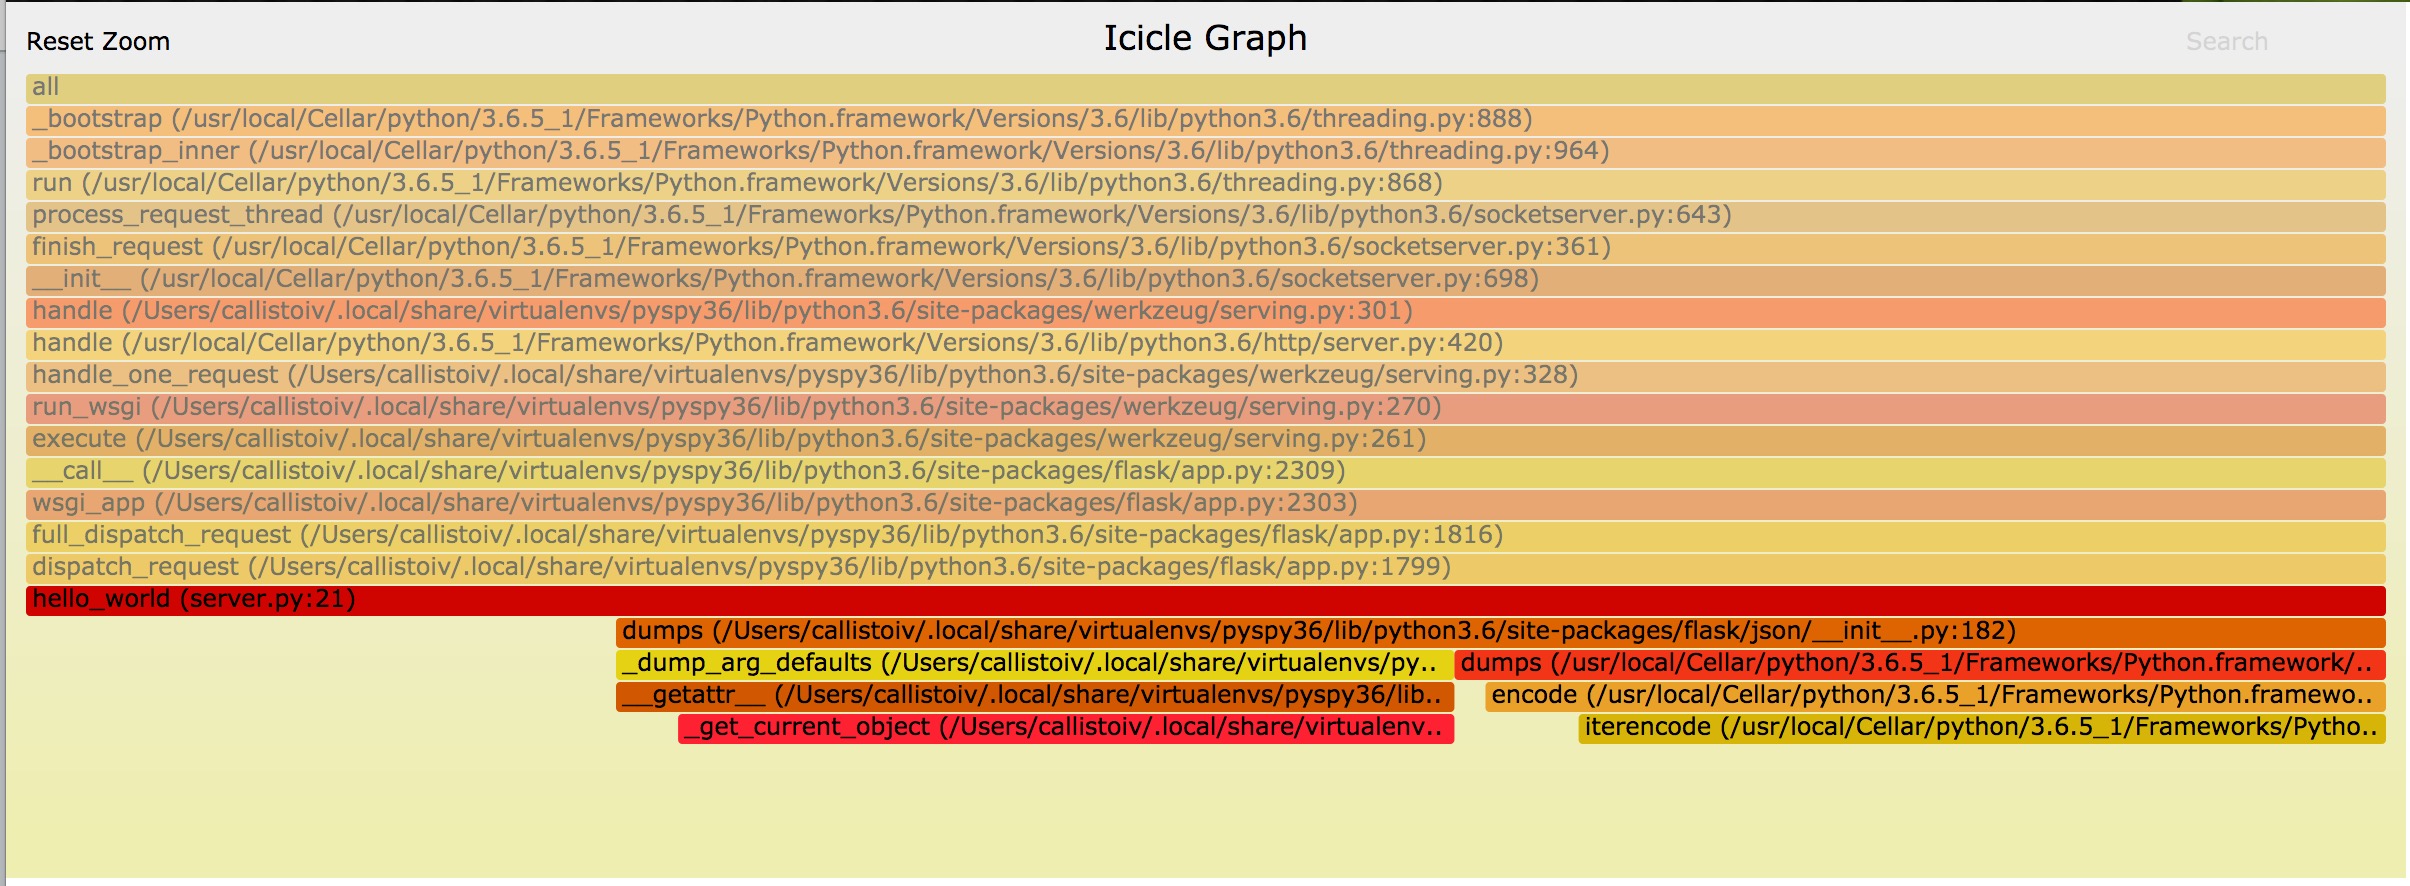 Reset Zoom Icicle Graph Search
all
_bootstrap (/usr/local/Cellar/python/3.6.5_1/Frameworks/Python.framework/Versions/3.6/lib/python3.6/threading.py:888)
_bootstrap_inner (/usr/local/Cellar/python/3.6.5_1/Frameworks/Python.framework/Versions/3.6/lib/python3.6/threading.py:964)
run (/usr/local/Cellar/python/3.6.5_1/Frameworks/Python.framework/Versions/3.6/lib/python3.6/threading.py:868)
process_request_thread (/usr/local/Cellar/python/3.6.5_1/Frameworks/Python.framework/Versions/3.6/lib/python3.6/socketserver.py:643)
finish_request (/usr/local/Cellar/python/3.6.5_1/Frameworks/Python.framework/Versions/3.6/lib/python3.6/socketserver.py:361)
__init__ (/usr/local/Cellar/python/3.6.5_1/Frameworks/Python.framework/Versions/3.6/lib/python3.6/socketserver.py:698)
handle (/Users/callistoiv/.local/share/virtualenvs/pyspy36/lib/python3.6/site-packages/werkzeug/serving.py:301)
handle (/usr/local/Cellar/python/3.6.5_1/Frameworks/Python.framework/Versions/3.6/lib/python3.6/http/server.py:420)
handle_one_request (/Users/callistoiv/.local/share/virtualenvs/pyspy36/lib/python3.6/site-packages/werkzeug/serving.py:328)
run_wsgi (/Users/callistoiv/.local/share/virtualenvs/pyspy36/lib/python3.6/site-packages/werkzeug/serving.py:270)
execute (/Users/callistoiv/.local/share/virtualenvs/pyspy36/lib/python3.6/site-packages/werkzeug/serving.py:261)
__call__ (/Users/callistoiv/.local/share/virtualenvs/pyspy36/lib/python3.6/site-packages/flask/app.py:2309)
wsgi_app (/Users/callistoiv/.local/share/virtualenvs/pyspy36/lib/python3.6/site-packages/flask/app.py:2303)
full_dispatch_request (/Users/callistoiv/.local/share/virtualenvs/pyspy36/lib/python3.6/site-packages/flask/app.py:1816)
dispatch_request (/Users/callistoiv/.local/share/virtualenvs/pyspy36/lib/python3.6/site-packages/flask/app.py:1799)
hello_world (server.py:21)
dumps (/Users/callistoiv/.local/share/virtualenvs/pyspy36/lib/python3.6/site-packages/flask/json/__init__.py:182)
_dump_arg_defaults (/Users/callistoiv/.local/share/virtualenvs/py.. dumps (/usr/local/Cellar/python/3.6.5_1/Frameworks/Python.framework/..
__getattr__ (/Users/callistoiv/.local/share/virtualenvs/pyspy36/lib.. encode (/usr/local/Cellar/python/3.6.5_1/Frameworks/Python.framewo..
_get_current_object (/Users/callistoiv/.local/share/virtualenv.. iterencode (/usr/local/Cellar/python/3.6.5_1/Frameworks/Pytho..